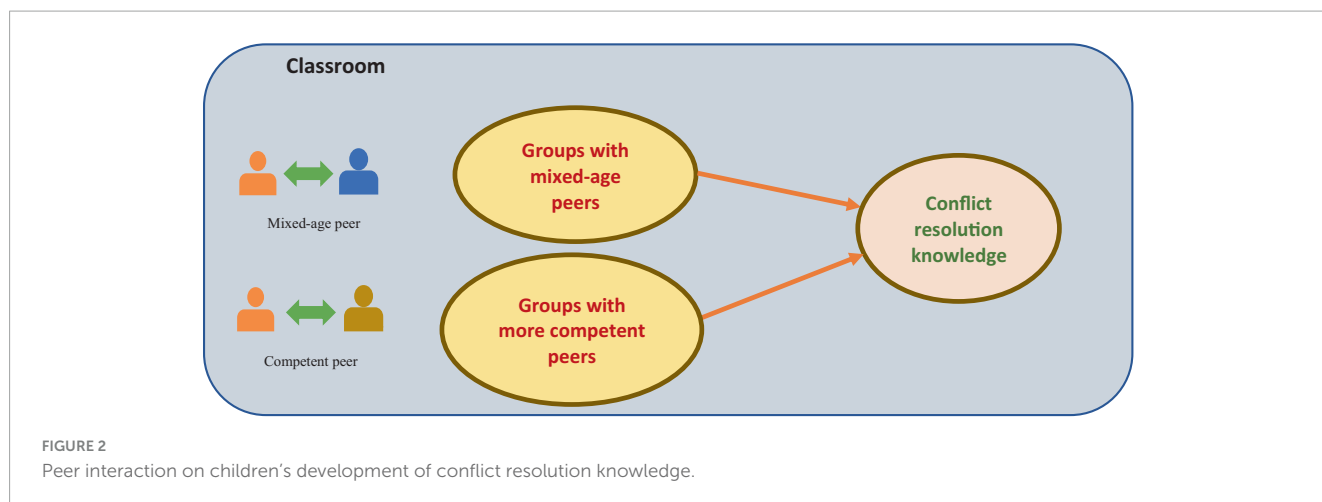 Classroom
Mixed-age peer
Competent peer
Groups with
mixed-age
peers
Groups with
more competent
peers
Conflict
resolution
knowledge
FIGURE 2
Peer interaction on children’s development of conflict resolution knowledge.